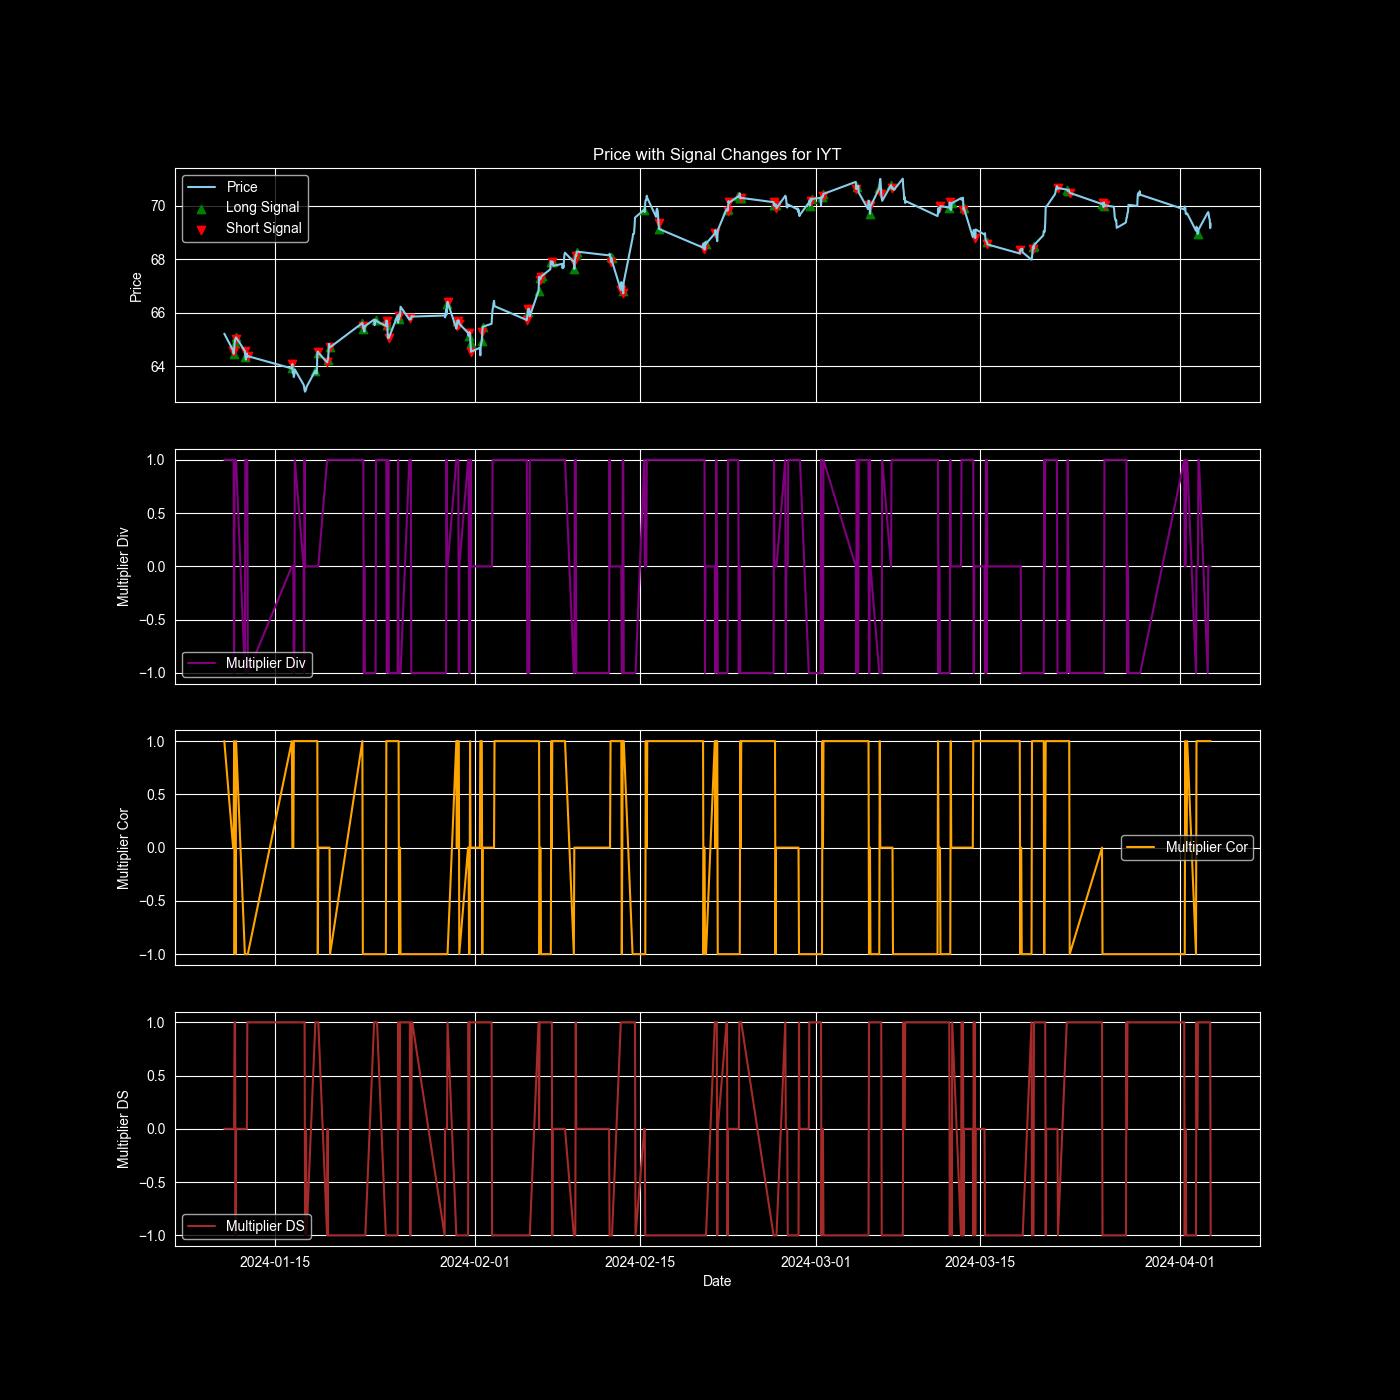 Price with Signal Changes for IYT
Price
Long Signal
Short Signal
70
68
66
64
Price
1.0
0.5
0.0
−0.5
−1.0
Multiplier Div
Multiplier Div
1.0
0.5
0.0
−0.5
−1.0
Multiplier Cor
Multiplier Cor
1.0
0.5
0.0
−0.5
−1.0
Multiplier DS
Multiplier DS
2024-01-15 2024-02-01 2024-02-15 2024-03-01 2024-03-15 2024-04-01
Date